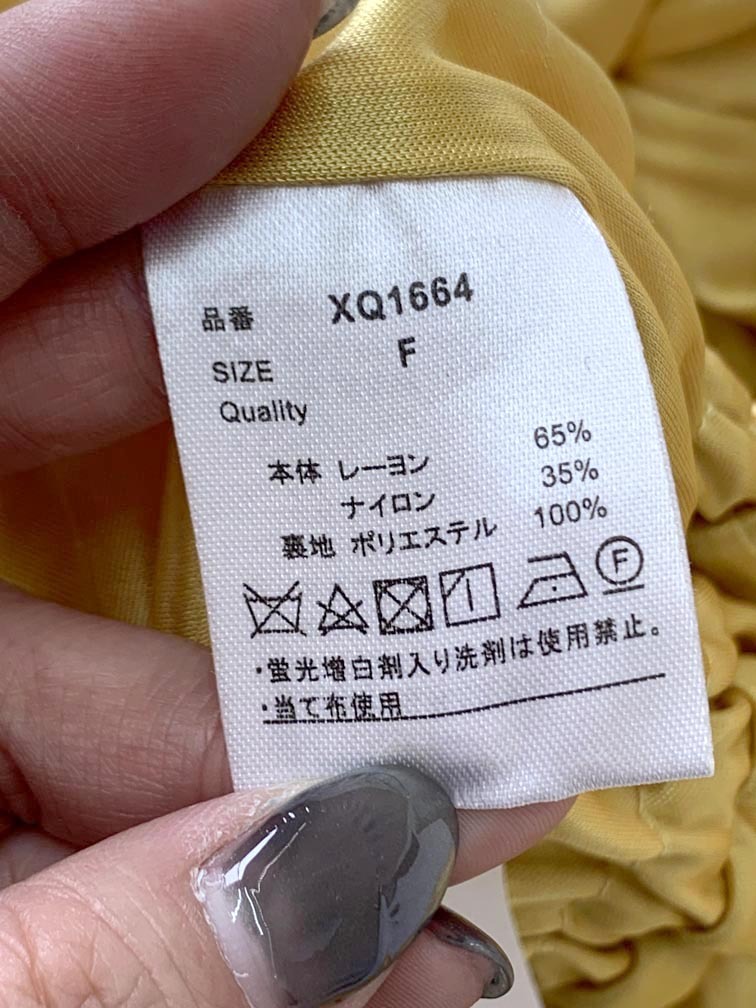 品番 XQ1664
SIZE F
Quality
本体 レーヨン 65%
ナイロン 35%
裏地 ポリエステル 100%
F
・蛍光増白剤入り洗剤は使用禁止。
・当て布使用